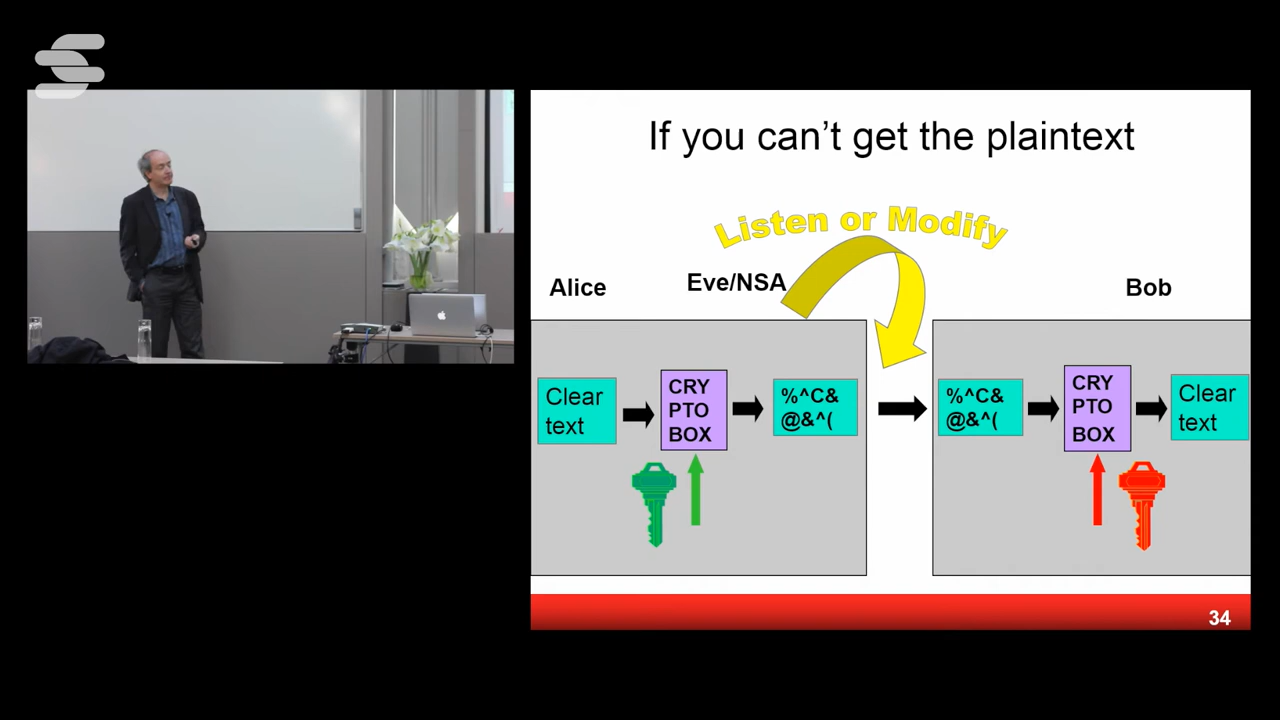 If you can't get the plaintext
Listen or Modify
Alice
Eve/NSA
Bob
Clear
text
CRY
PTO
BOX
%^C&
@&^(
%^C&
@&^(
CRY
PTO
BOX
Clear
text
34